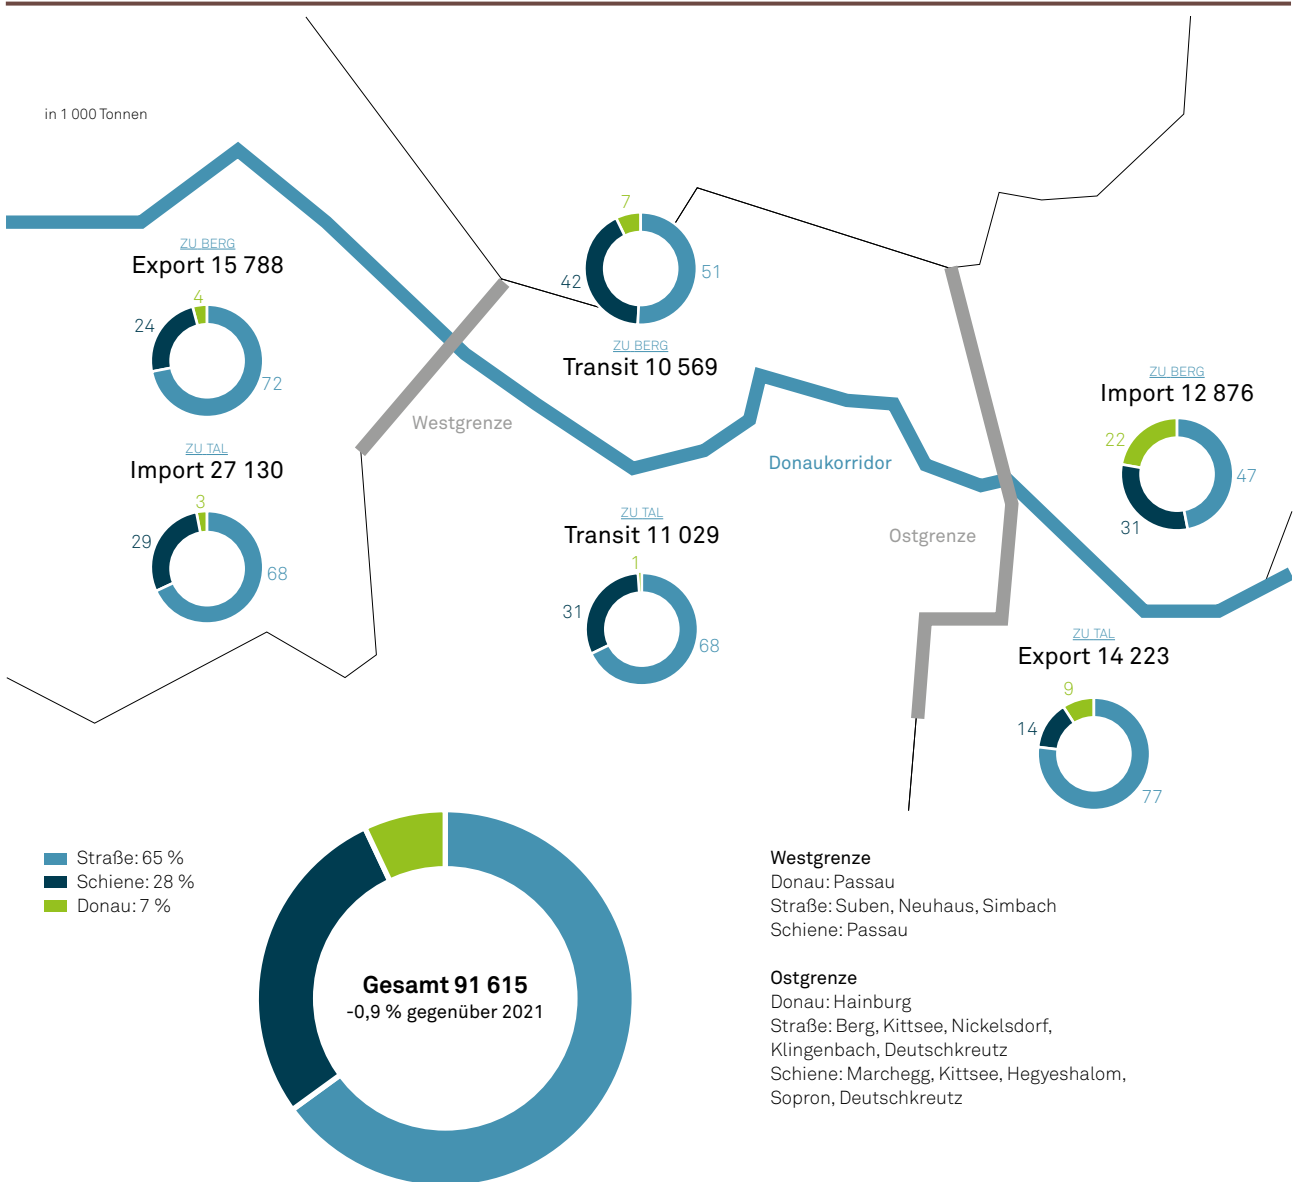 in 1 000 Tonnen
ZU BERG
Export 15 788
4
24
72
ZU TAL
Import 27 130
3
29
68
Westgrenze
7
42
51
ZU BERG
Transit 10 569
Donaukorridor
ZU TAL
Transit 11 029
1
31
68
Ostgrenze
ZU BERG
Import 12 876
22
47
31
ZU TAL
Export 14 223
9
14
77
Straße: 65 %
Schiene: 28 %
Donau: 7 %
Gesamt 91 615
-0,9 % gegenüber 2021
Westgrenze
Donau: Passau
Straße: Suben, Neuhaus, Simbach
Schiene: Passau
Ostgrenze
Donau: Hainburg
Straße: Berg, Kittsee, Nickelsdorf,
Klingenbach, Deutschkreutz
Schiene: Marchegg, Kittsee, Hegyeshalom,
Sopron, Deutschkreutz